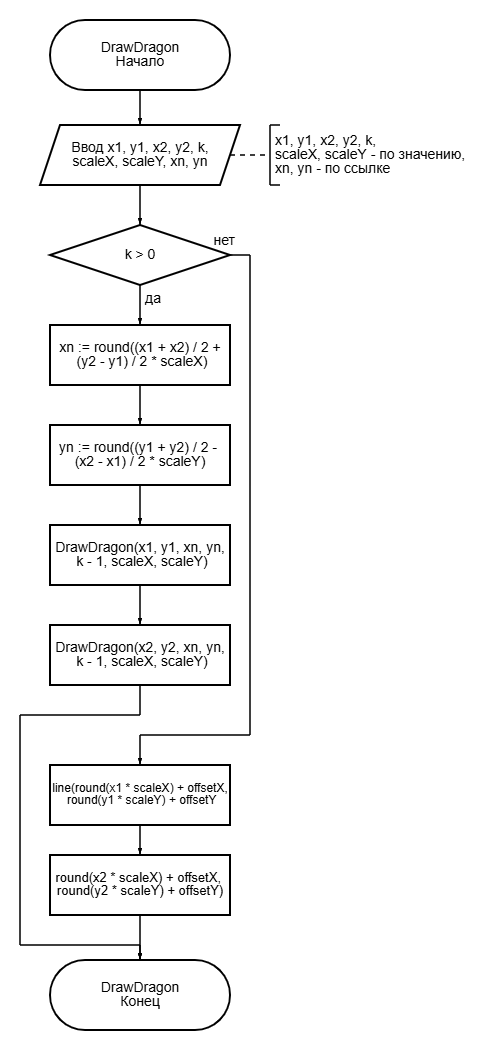 DrawDragon
Начало
Ввод x1, y1, x2, y2, k,
scaleX, scaleY, xn, yn
x1, y1, x2, y2, k,
scaleX, scaleY - по значению,
xn, yn - по ссылке
k > 0
нет
да
xn := round((x1 + x2) / 2 +
(y2 - y1) / 2 * scaleX)
yn := round((y1 + y2) / 2 -
(x2 - x1) / 2 * scaleY)
DrawDragon(x1, y1, xn, yn,
k - 1, scaleX, scaleY)
DrawDragon(x2, y2, xn, yn,
k - 1, scaleX, scaleY)
line(round(x1 * scaleX) + offsetX,
round(y1 * scaleY) + offsetY
round(x2 * scaleX) + offsetX,
round(y2 * scaleY) + offsetY)
DrawDragon
Конец